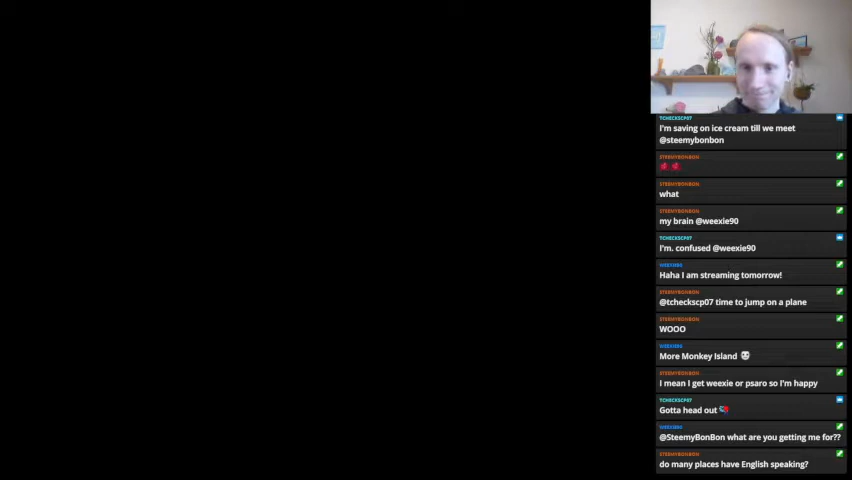 TCHECKSCP07
I'm saving on ice cream till we meet
@steemybonbon
STEEMYBONBON
STEEMYBONBON
what
STEEMYBONBON
my brain @weexie90
TCHECKSCP07
I'm. confused @weexie90
WEEXIE90
Haha I am streaming tomorrow!
STEEMYBONBON
@tcheckscp07 time to jump on a plane
STEEMYBONBON
WOOO
WEEXIE90
More Monkey Island
STEEMYBONBON
I mean I get weexie or psaro so I'm happy
TCHECKSCP07
Gotta head out
WEEXIE90
@SteemyBonBon what are you getting me for??
STEEMYBONBON
do many places have English speaking?